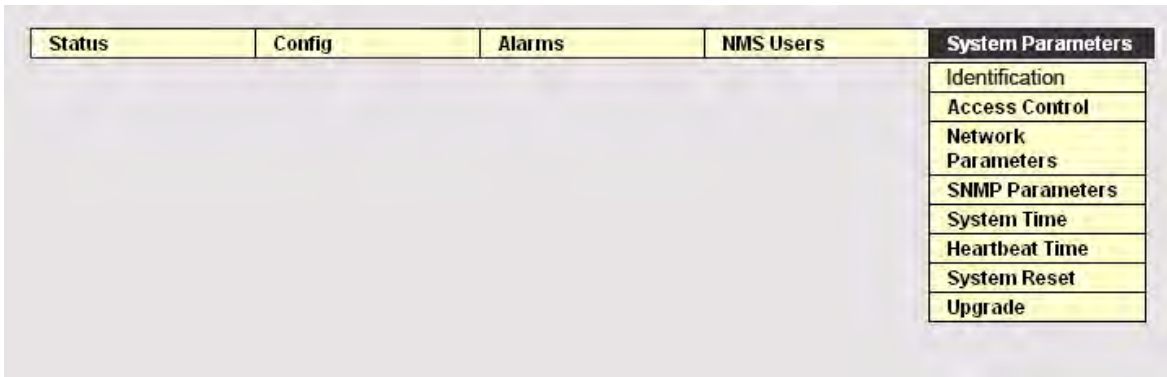 Status Config Alarms NMS Users System Parameters
Identification
Access Control
Network
Parameters
SNMP Parameters
System Time
Heartbeat Time
System Reset
Upgrade